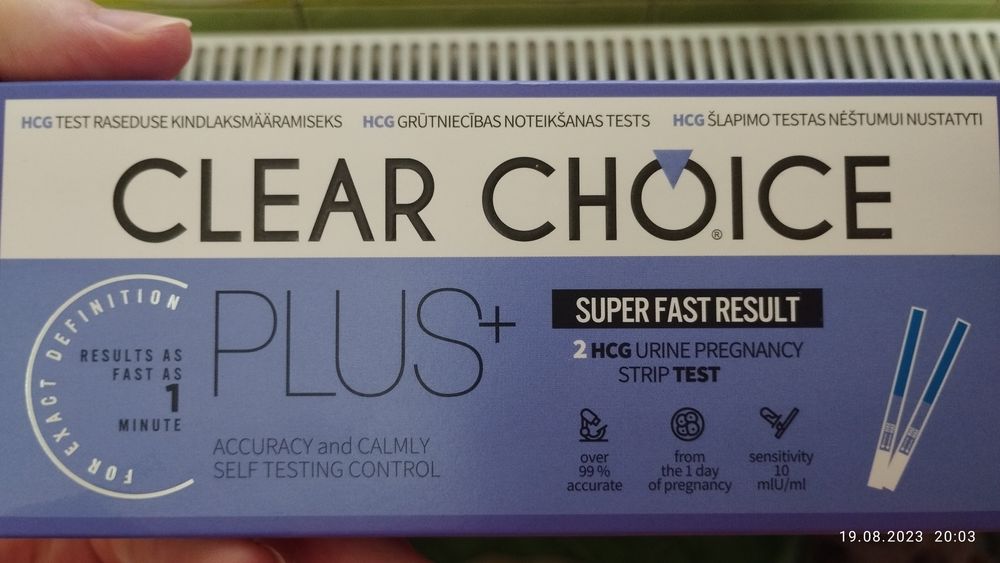 HCG TEST RASEDUSE KINDLAKSMÄÄRAMISEKS HCG GRŪTNIECĪBAS NOTEIKŠANAS TESTS HCG ŠLAPIMO TESTAS NĖŠTUMUI NUSTATYTI
CLEAR CHOICE®
FOR EXACT DEFINITION
RESULTS AS
FAST AS
1
MINUTE
PLUS+
ACCURACY and CALMLY
SELF TESTING CONTROL
SUPER FAST RESULT
2 HCG URINE PREGNANCY
STRIP TEST
over
99 %
accurate
from
the 1 day
of pregnancy
sensitivity
10
mlU/ml
19.08.2023 20:03